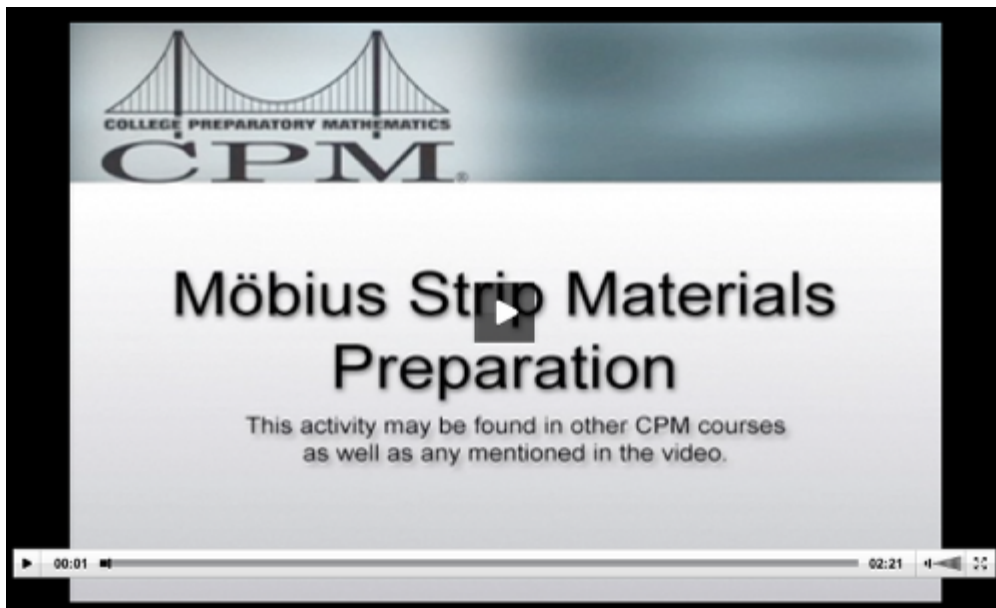 COLLEGE PREPARATORY MATHEMATICS
CPM®
Möbius Strip Materials
Preparation
This activity may be found in other CPM courses
as well as any mentioned in the video.
00:01 02:21